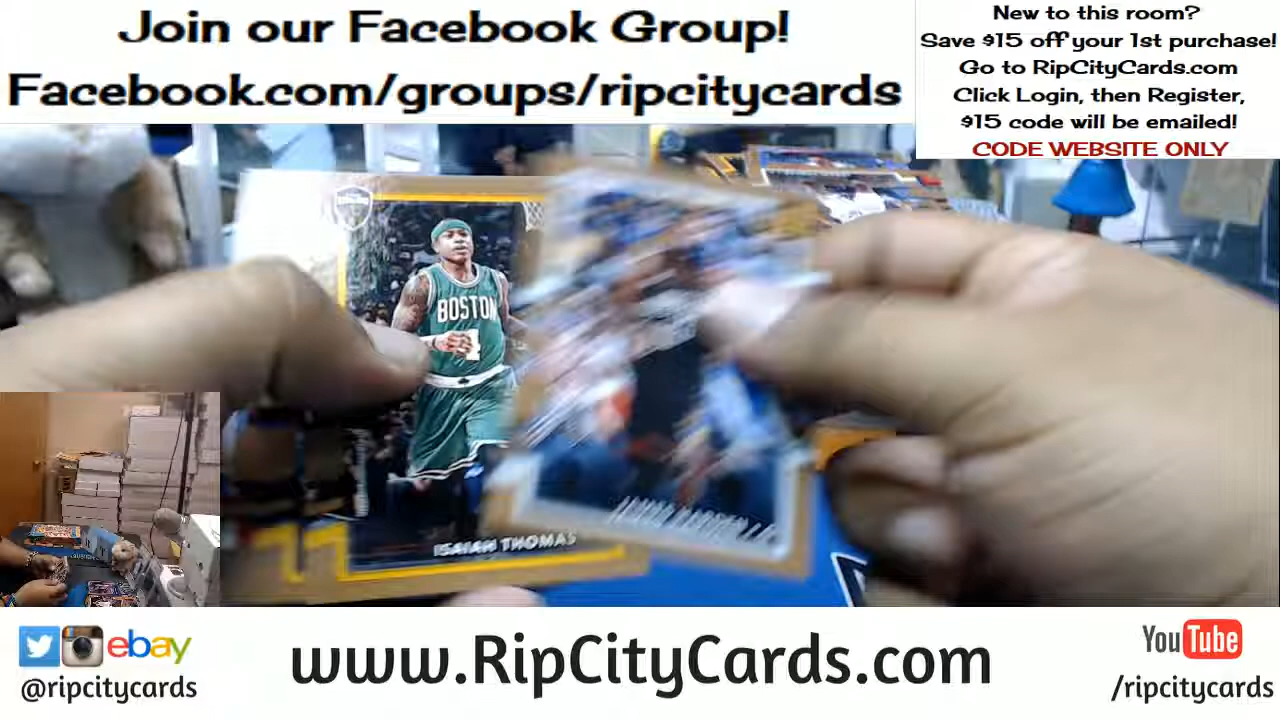 Join our Facebook Group!
Facebook.com/groups/ripcitycards
New to this room?
Save $15 off your 1st purchase!
Go to RipCityCards.com
Click Login, then Register,
$15 code will be emailed!
CODE WEBSITE ONLY
BOSTON
4
ISAIAH THOMAS
ebay
@ripcitycards
www.RipCityCards.com
YouTube
/ripcitycards